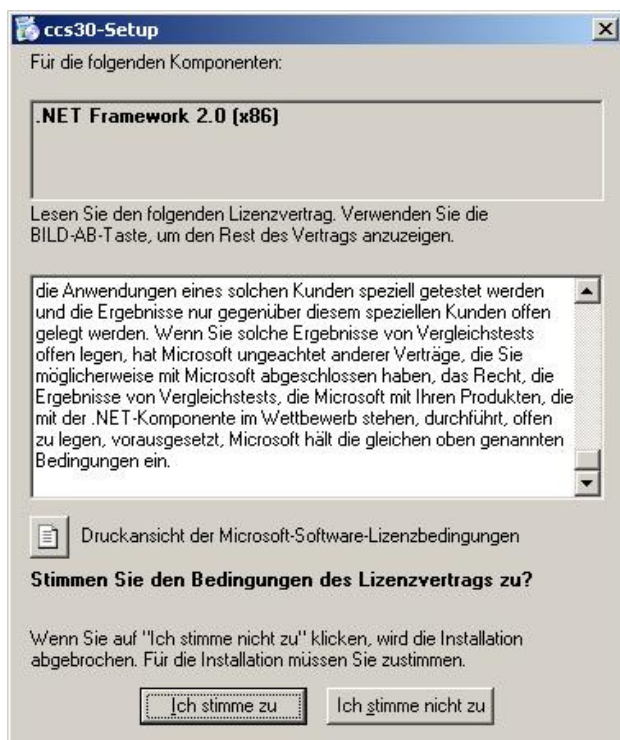 ccs30-Setup
Für die folgenden Komponenten:
.NET Framework 2.0 (x86)
Lesen Sie den folgenden Lizenzvertrag. Verwenden Sie die
BILD-AB-Taste, um den Rest des Vertrags anzuzeigen.
die Anwendungen eines solchen Kunden speziell getestet werden
und die Ergebnisse nur gegenüber diesem speziellen Kunden offen
gelegt werden. Wenn Sie solche Ergebnisse von Vergleichstests
offen legen, hat Microsoft ungeachtet anderer Verträge, die Sie
möglicherweise mit Microsoft abgeschlossen haben, das Recht, die
Ergebnisse von Vergleichstests, die Microsoft mit Ihren Produkten, die
mit der .NET-Komponente im Wettbewerb stehen, durchführt, offen
zu legen, vorausgesetzt, Microsoft hält die gleichen oben genannten
Bedingungen ein.
Druckansicht der Microsoft-Software-Lizenzbedingungen
Stimmen Sie den Bedingungen des Lizenzvertrags zu?
Wenn Sie auf "Ich stimme nicht zu" klicken, wird die Installation
abgebrochen. Für die Installation müssen Sie zustimmen.
Ich stimme zu
Ich stimme nicht zu